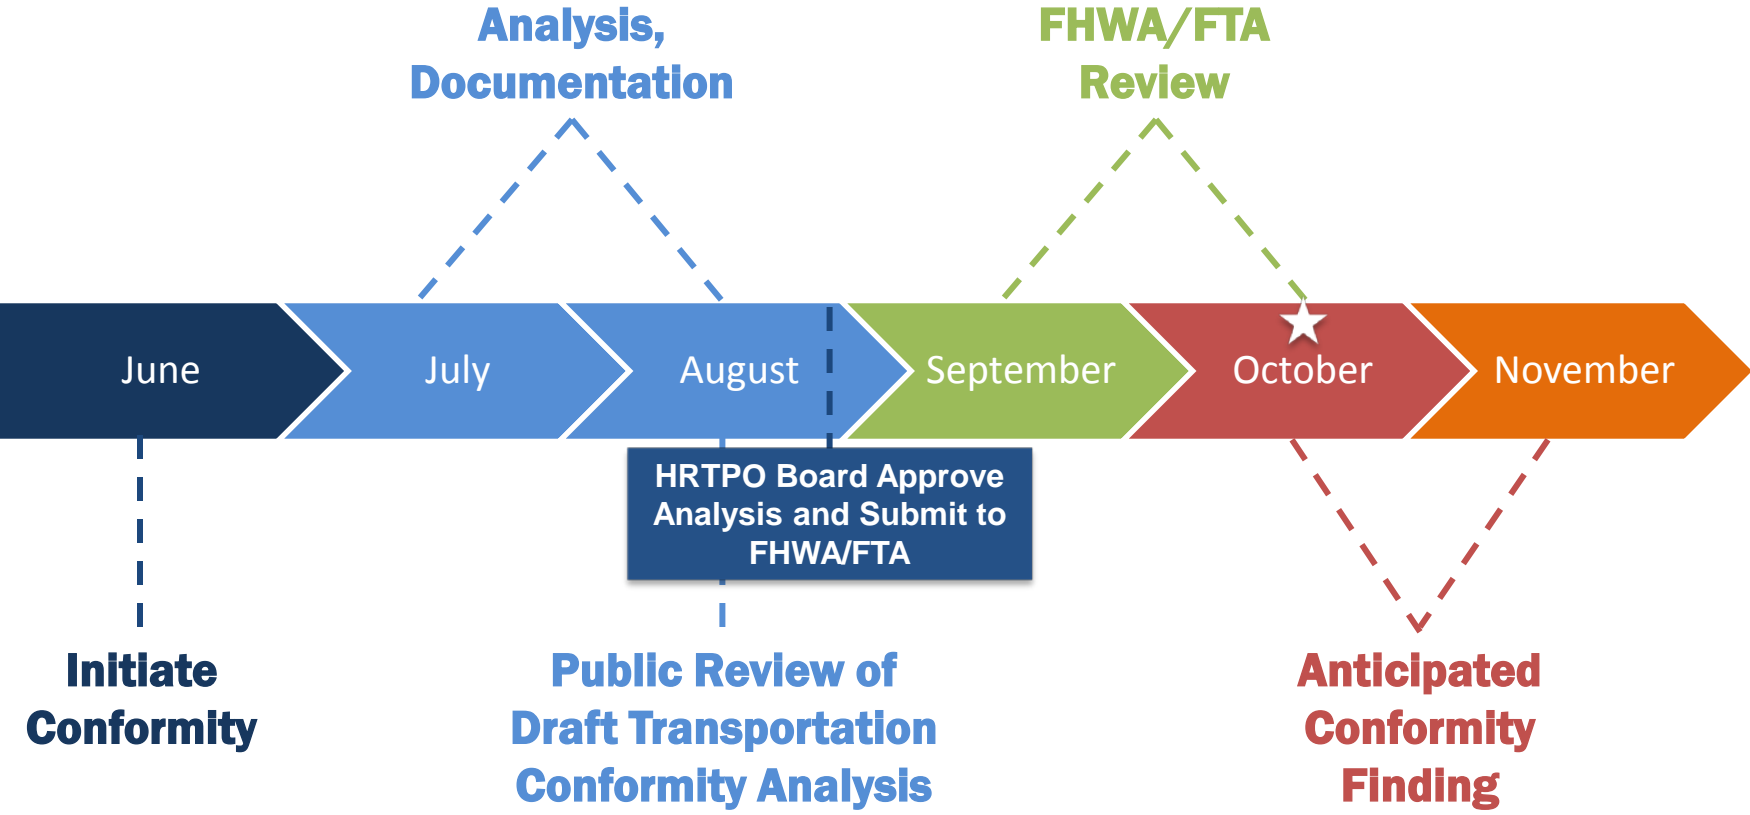 Analysis,
Documentation
FHWA/FTA
Review
June
July
August
September
October
November
HRTPO Board Approve
Analysis and Submit to
FHWA/FTA
Initiate
Conformity
Public Review of
Draft Transportation
Conformity Analysis
Anticipated
Conformity
Finding